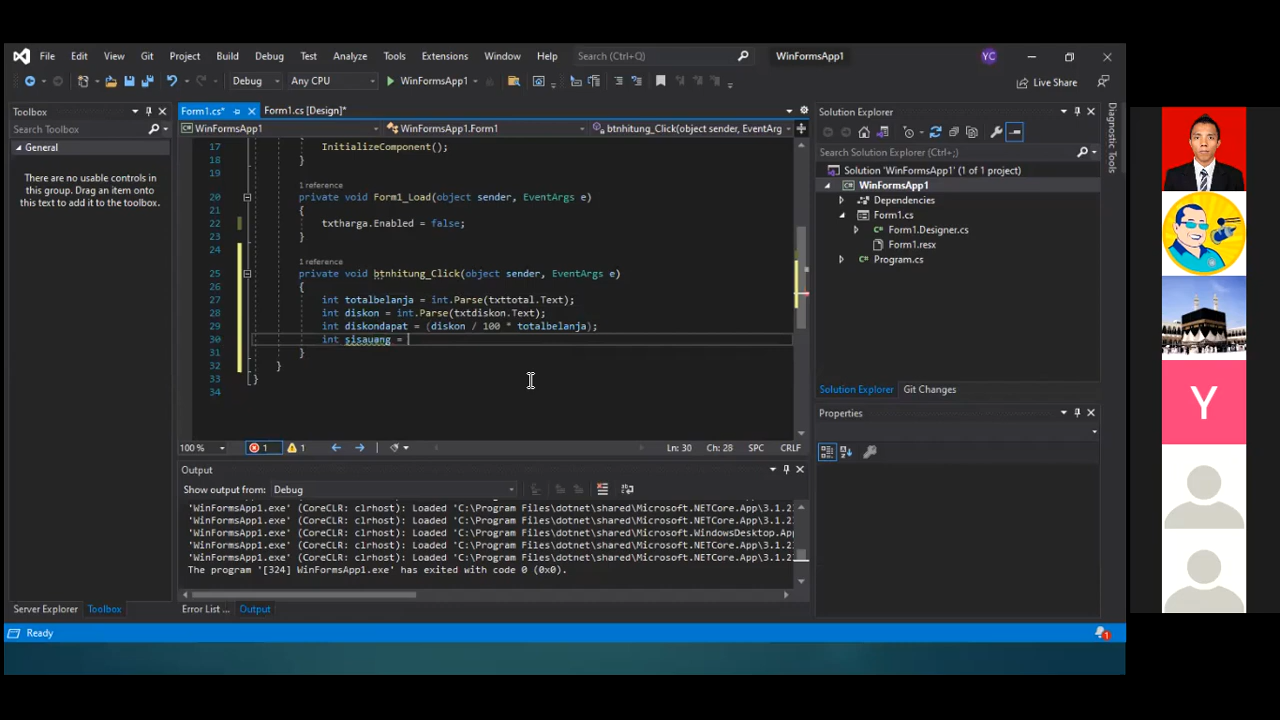 File Edit View Git Project Build Debug Test Analyze Tools Extensions Window Help Search (Ctrl+Q) WinFormsApp1 YC
Debug Any CPU WinFormsApp1 Live Share
Toolbox
Search Toolbox
General
There are no usable controls in
this group. Drag an item onto
this text to add it to the toolbox.
Form1.cs* Form1.cs [Design]*
WinFormsApp1 WinFormsApp1.Form1 btnhitung_Click(object sender, EventArg
17 InitializeComponent();
18 }
19
1 reference
20 private void Form1_Load(object sender, EventArgs e)
21 {
22 txtharga.Enabled = false;
23 }
24
1 reference
25 private void btnhitung_Click(object sender, EventArgs e)
26 {
27 int totalbelanja = int.Parse(txttotal.Text);
28 int diskon = int.Parse(txtdiskon.Text);
29 int diskondapat = (diskon / 100 * totalbelanja);
30 int sisauang =
31 }
32 }
33 }
34
100 % 1 1 Ln: 30 Ch: 28 SPC CRLF
Output
Show output from: Debug
'WinFormsApp1.exe' (CoreCLR: clrhost): Loaded 'C:\Program Files\dotnet\shared\Microsoft.NETCore.App\3.1.2
'WinFormsApp1.exe' (CoreCLR: clrhost): Loaded 'C:\Program Files\dotnet\shared\Microsoft.NETCore.App\3.1.2
'WinFormsApp1.exe' (CoreCLR: clrhost): Loaded 'C:\Program Files\dotnet\shared\Microsoft.WindowsDesktop.App
'WinFormsApp1.exe' (CoreCLR: clrhost): Loaded 'C:\Program Files\dotnet\shared\Microsoft.NETCore.App\3.1.2
'WinFormsApp1.exe' (CoreCLR: clrhost): Loaded 'C:\Program Files\dotnet\shared\Microsoft.NETCore.App\3.1.2
The program '[324] WinFormsApp1.exe' has exited with code 0 (0x0).
Server Explorer Toolbox
Error List ... Output
Ready
1
Solution Explorer
Search Solution Explorer (Ctrl+;)
Solution 'WinFormsApp1' (1 of 1 project)
WinFormsApp1
Dependencies
Form1.cs
Form1.Designer.cs
Form1.resx
Program.cs
Solution Explorer Git Changes
Properties
Diagnostic Tools
Y